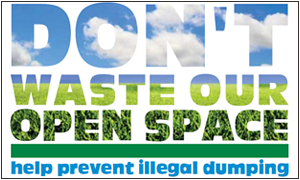 DON'T
WASTE OUR
OPEN SPACE
help prevent illegal dumping